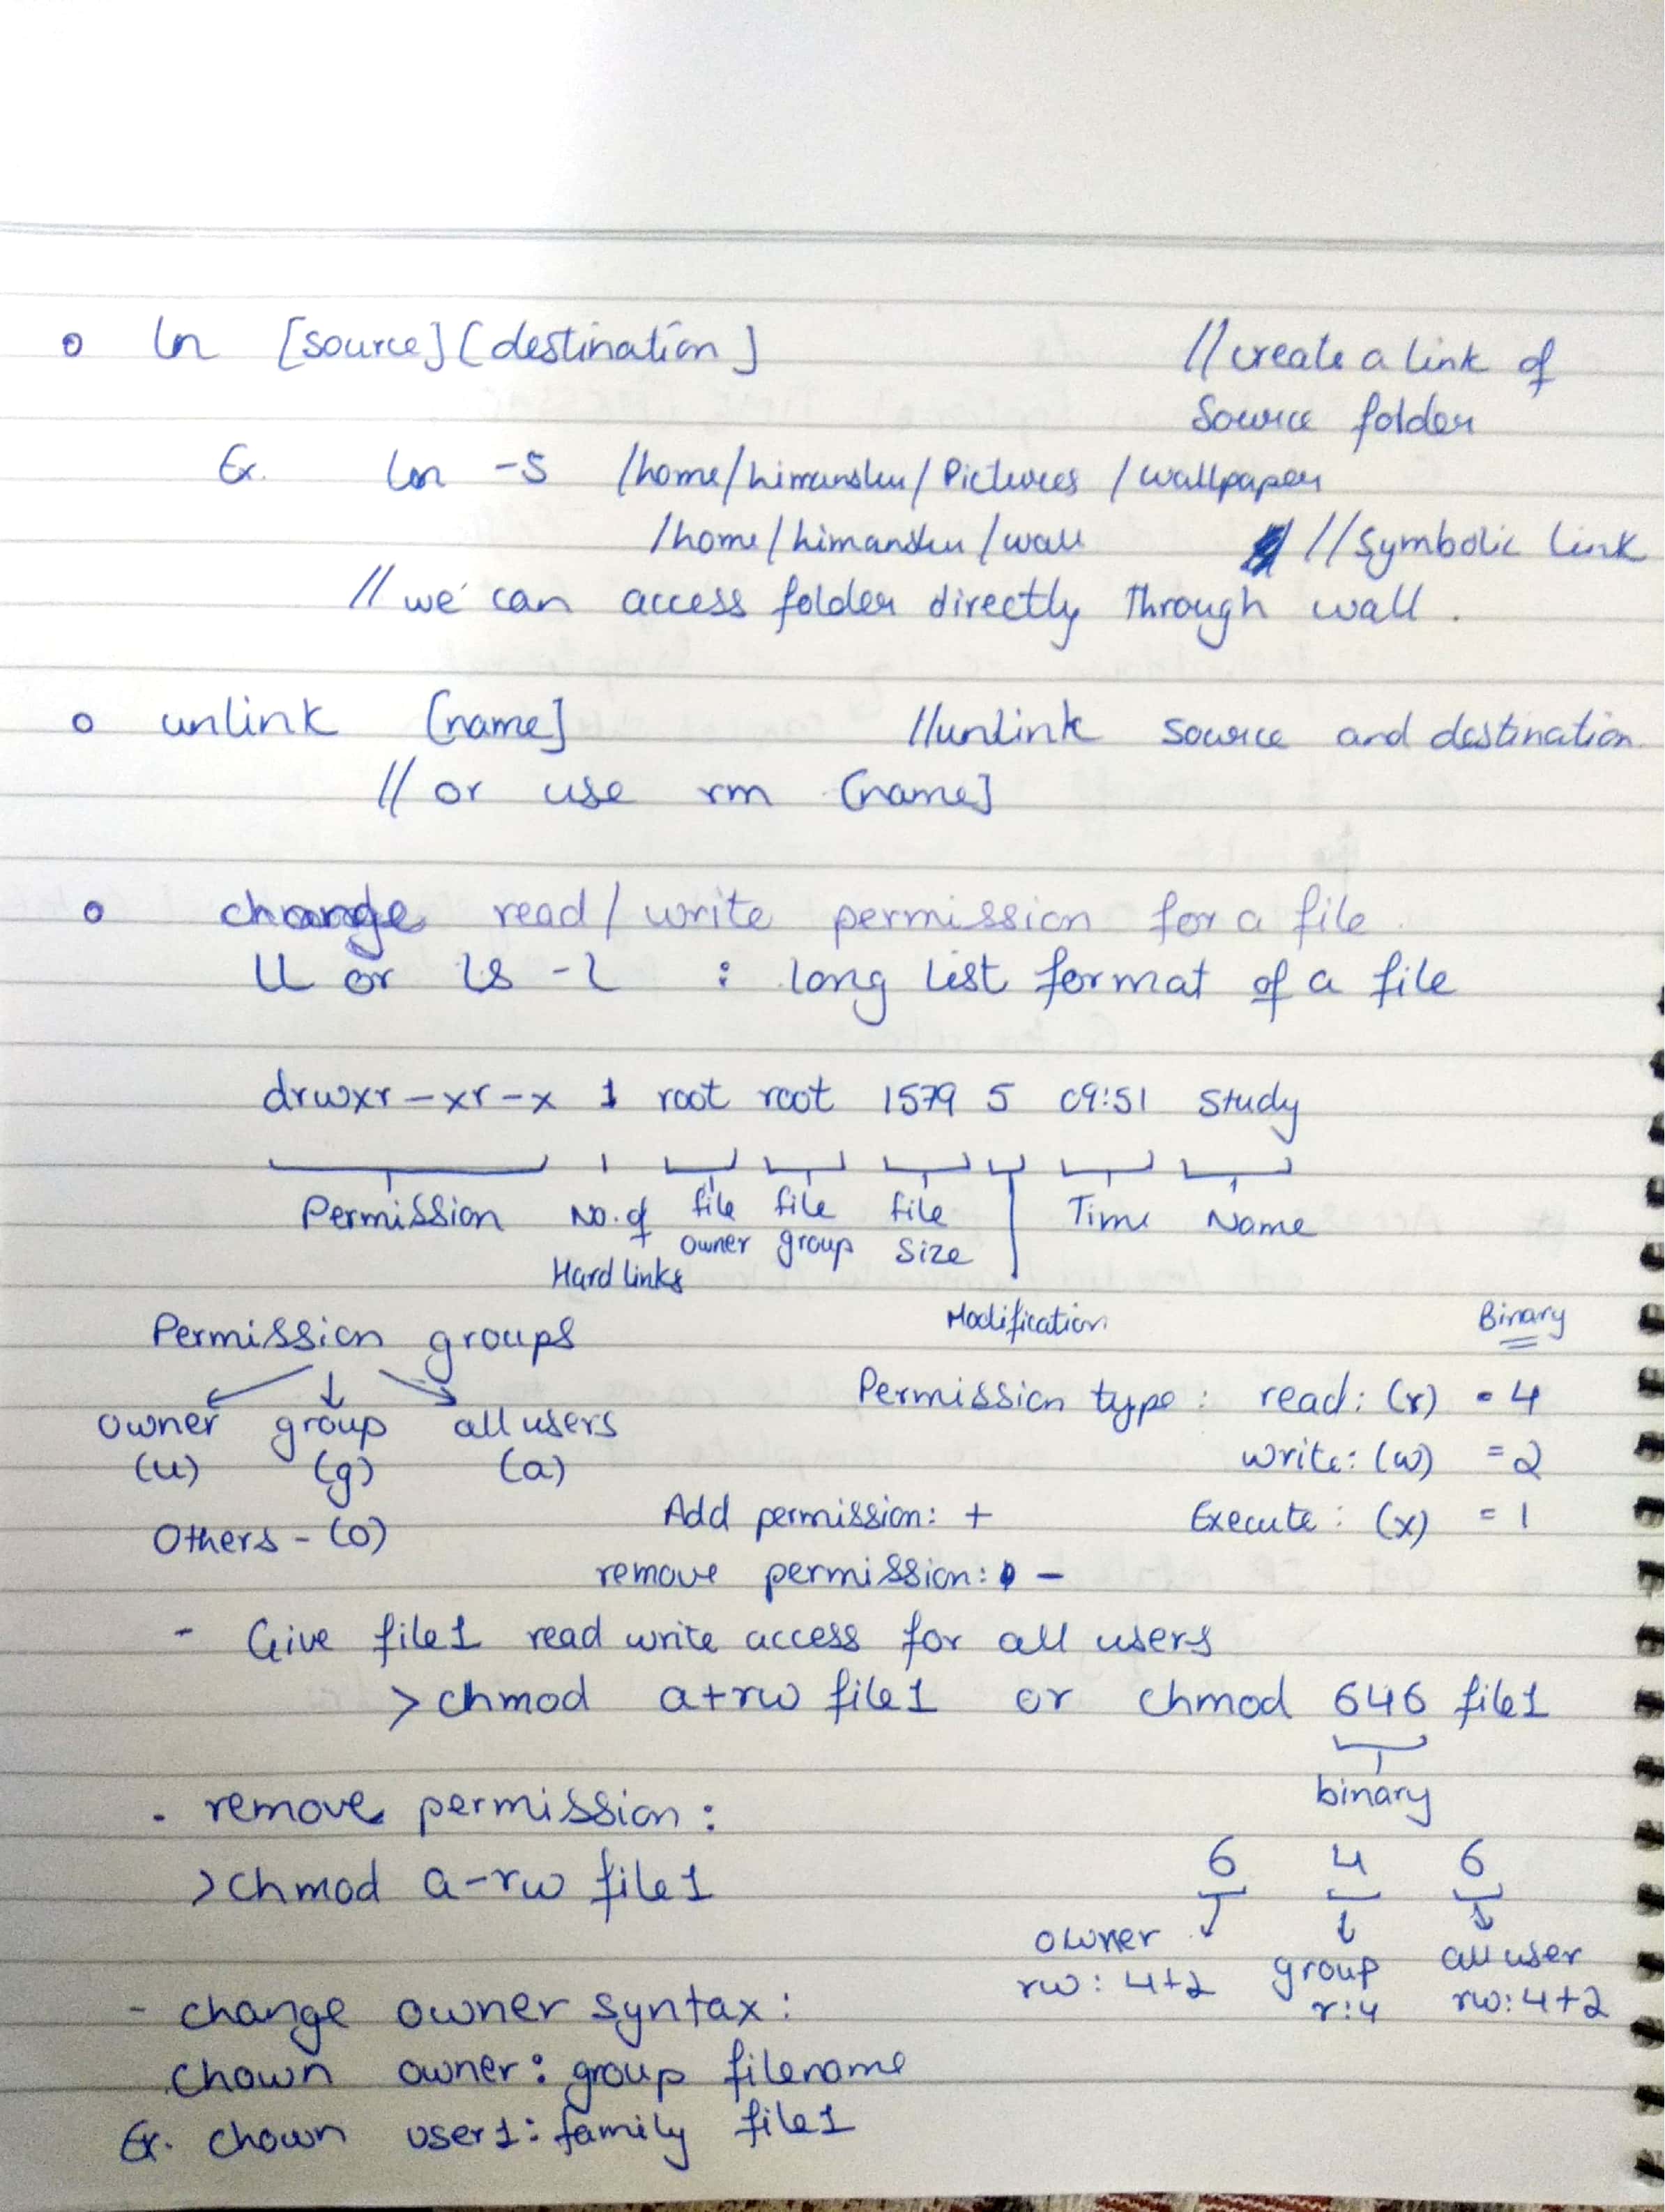 o ln [source] [destination] //create a link of
source folder
Ex. ln -s /home/himanshu/Pictures/wallpaper
/home/himanshu/wall //Symbolic link
//we can access folder directly through wall.
o unlink [name] //unlink source and destination.
//or use rm [name]
o change read/write permission for a file.
ll or ls -l : long list format of a file
drwxr-xr-x 1 root root 1579 5 09:51 Study
Permission No. of file file file Time Name
owner group size
Hard links
Modification
Permission groups Binary
owner group all users
(u) (g) (a)
Others - (o)
Permission type: read: (r) = 4
write: (w) = 2
Execute: (x) = 1
Add permission: +
remove permission: -
- Give file1 read write access for all users
> chmod a+rw file1 or chmod 646 file1
binary
- remove permission:
> chmod a-rw file1
6 4 6
owner group all user
rw: 4+2 r:4 rw:4+2
- change owner syntax:
chown owner:group filename
Ex. chown user1:family file1